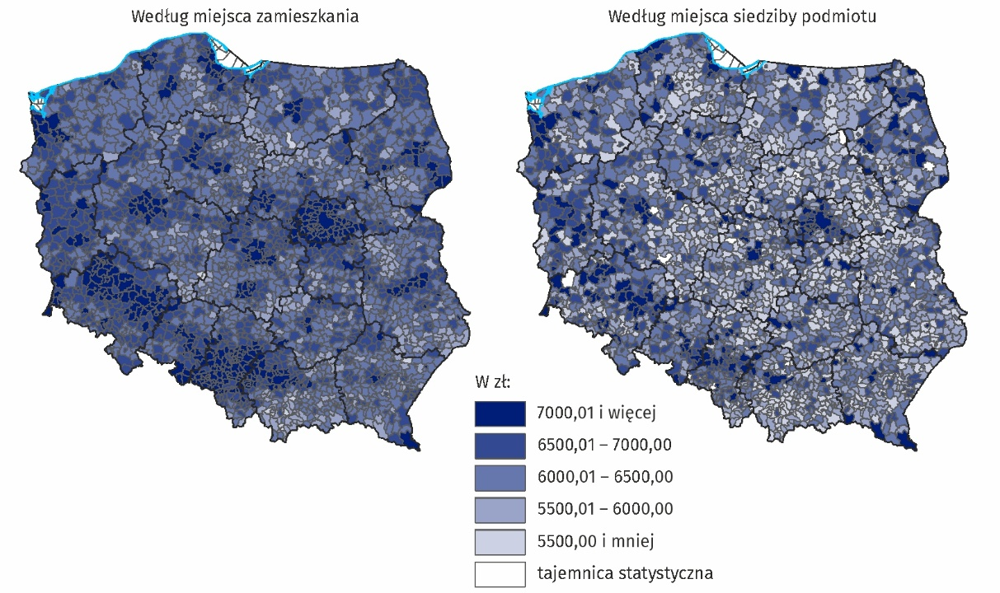 Według miejsca zamieszkania
Według miejsca siedziby podmiotu
W zł:
7000,01 i więcej
6500,01 – 7000,00
6000,01 – 6500,00
5500,01 – 6000,00
5500,00 i mniej
tajemnica statystyczna